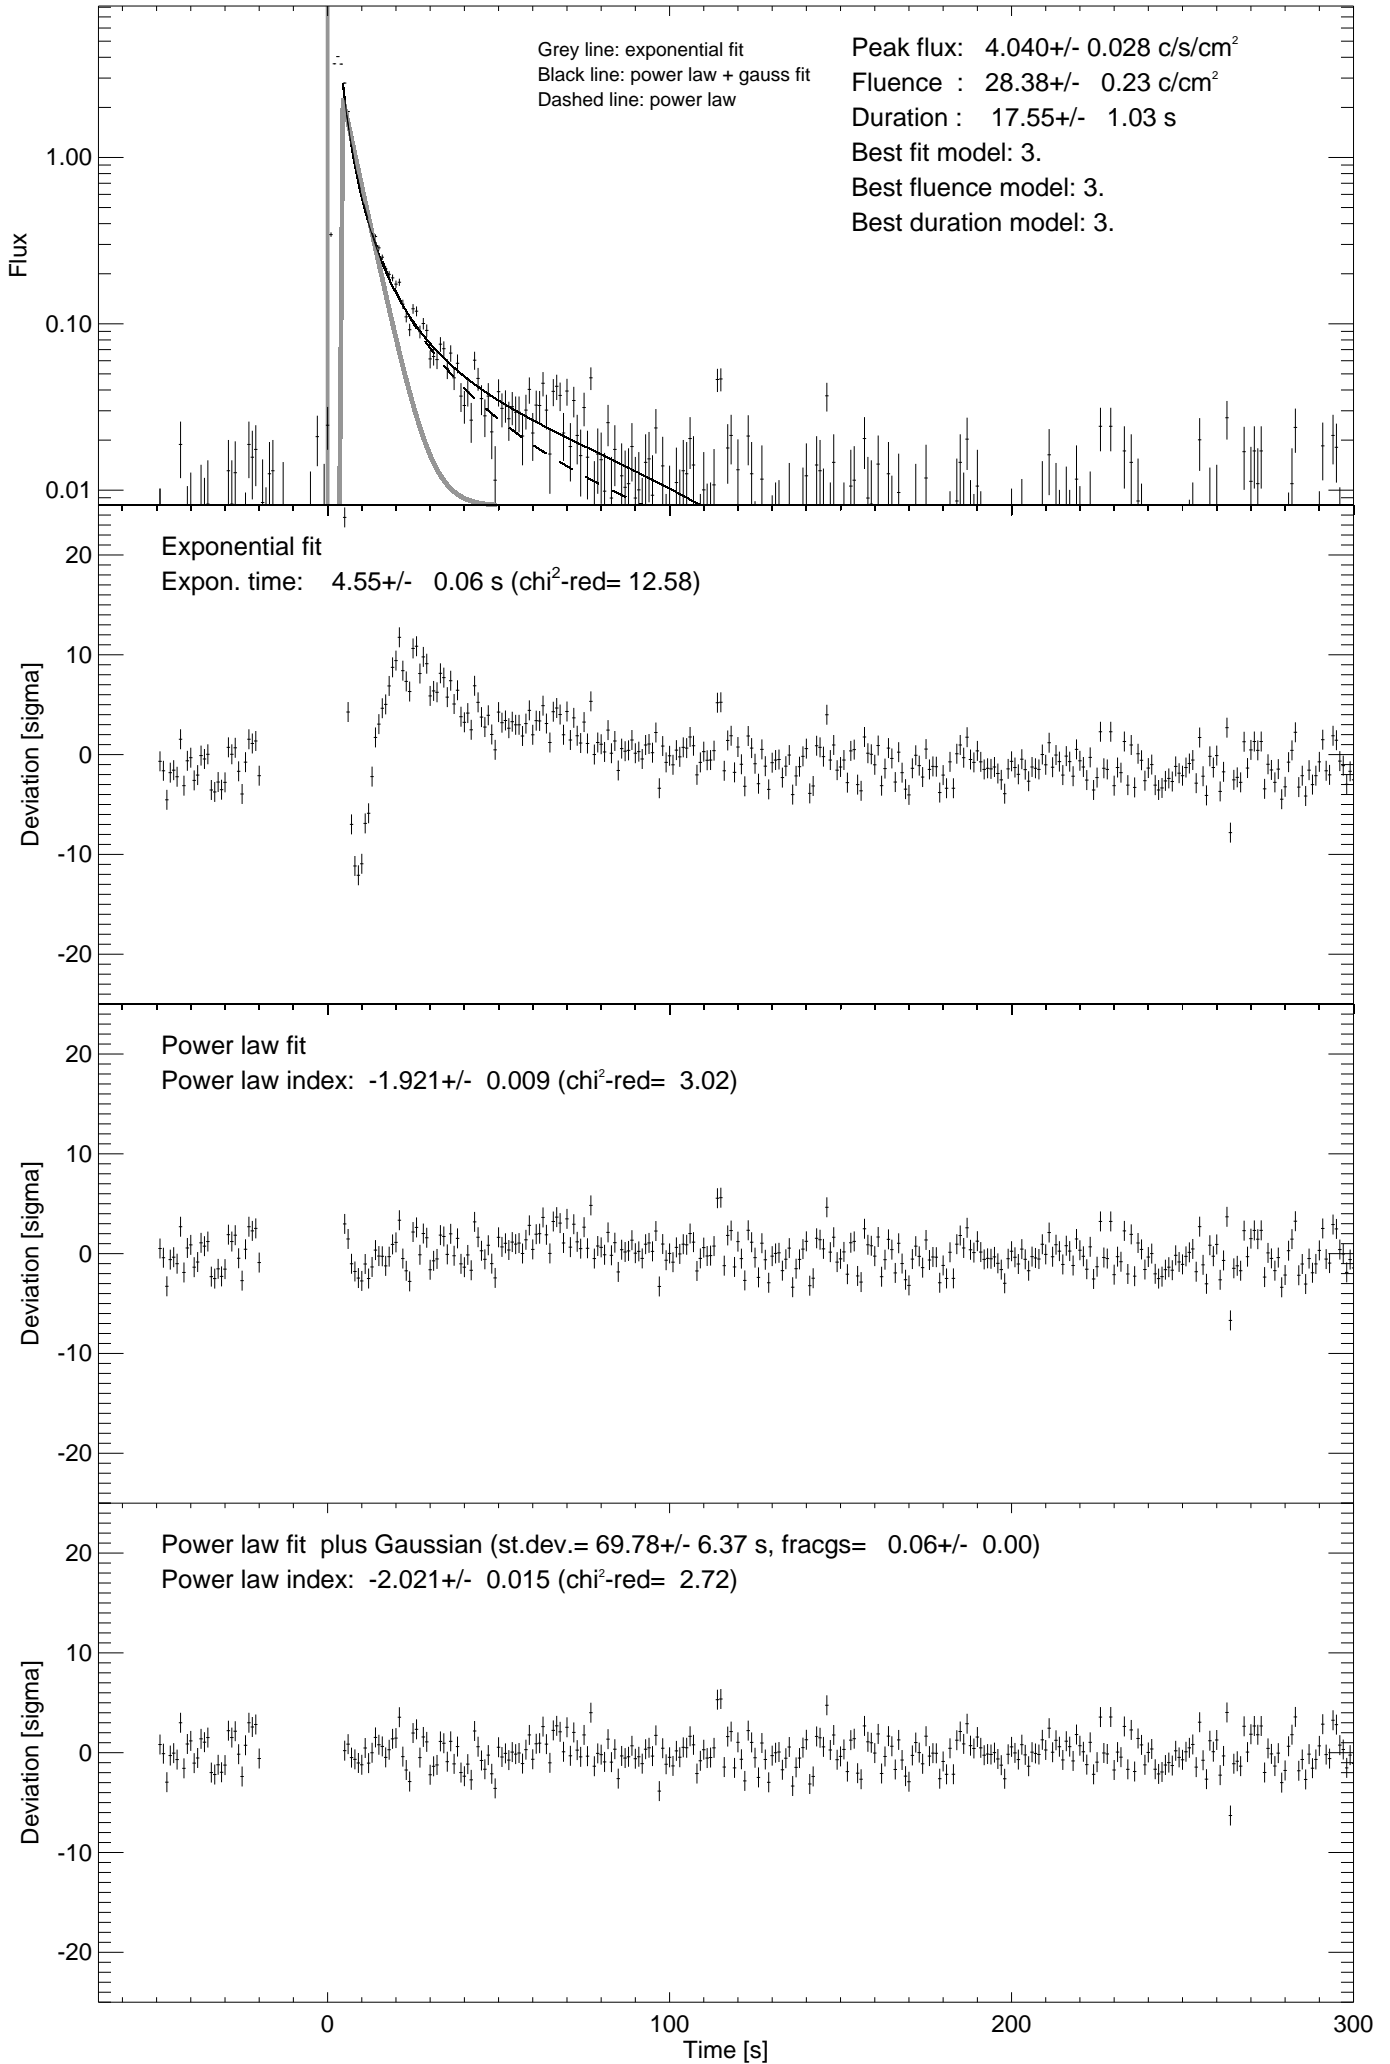 Grey line: exponential fit
Black line: power law + gauss fit
Dashed line: power law
Peak flux: 4.040+/- 0.028 c/s/cm²
Fluence : 28.38+/- 0.23 c/cm²
Duration : 17.55+/- 1.03 s
Best fit model: 3.
Best fluence model: 3.
Best duration model: 3.
1.00
0.10
0.01
Flux
Exponential fit
Expon. time: 4.55+/- 0.06 s (chi²-red= 12.58)
20
10
0
-10
-20
Deviation [sigma]
Power law fit
Power law index: -1.921+/- 0.009 (chi²-red= 3.02)
20
10
0
-10
-20
Deviation [sigma]
Power law fit plus Gaussian (st.dev.= 69.78+/- 6.37 s, fracgs= 0.06+/- 0.00)
Power law index: -2.021+/- 0.015 (chi²-red= 2.72)
20
10
0
-10
-20
Deviation [sigma]
0 100 200 300
Time [s]